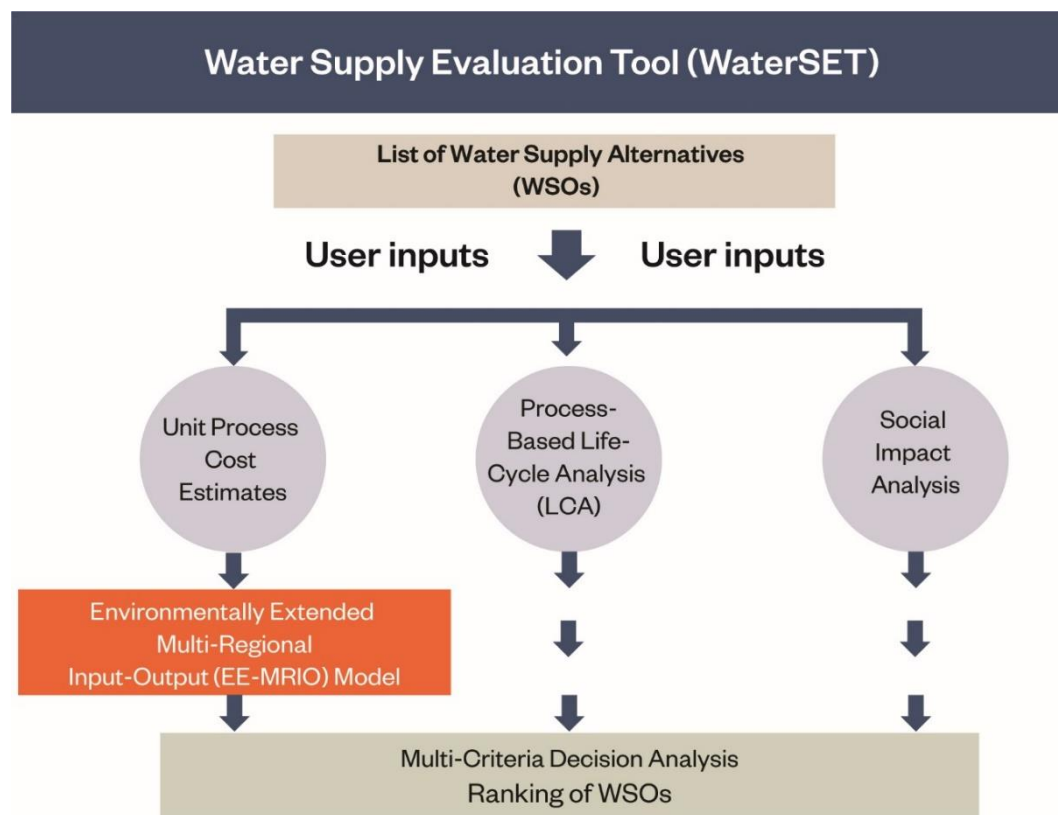 Water Supply Evaluation Tool (WaterSET)
List of Water Supply Alternatives
(WSOs)
User inputs
User inputs
Unit Process
Cost
Estimates
Process-
Based Life-
Cycle Analysis
(LCA)
Social
Impact
Analysis
Environmentally Extended
Multi-Regional
Input-Output (EE-MRIO) Model
Multi-Criteria Decision Analysis
Ranking of WSOs